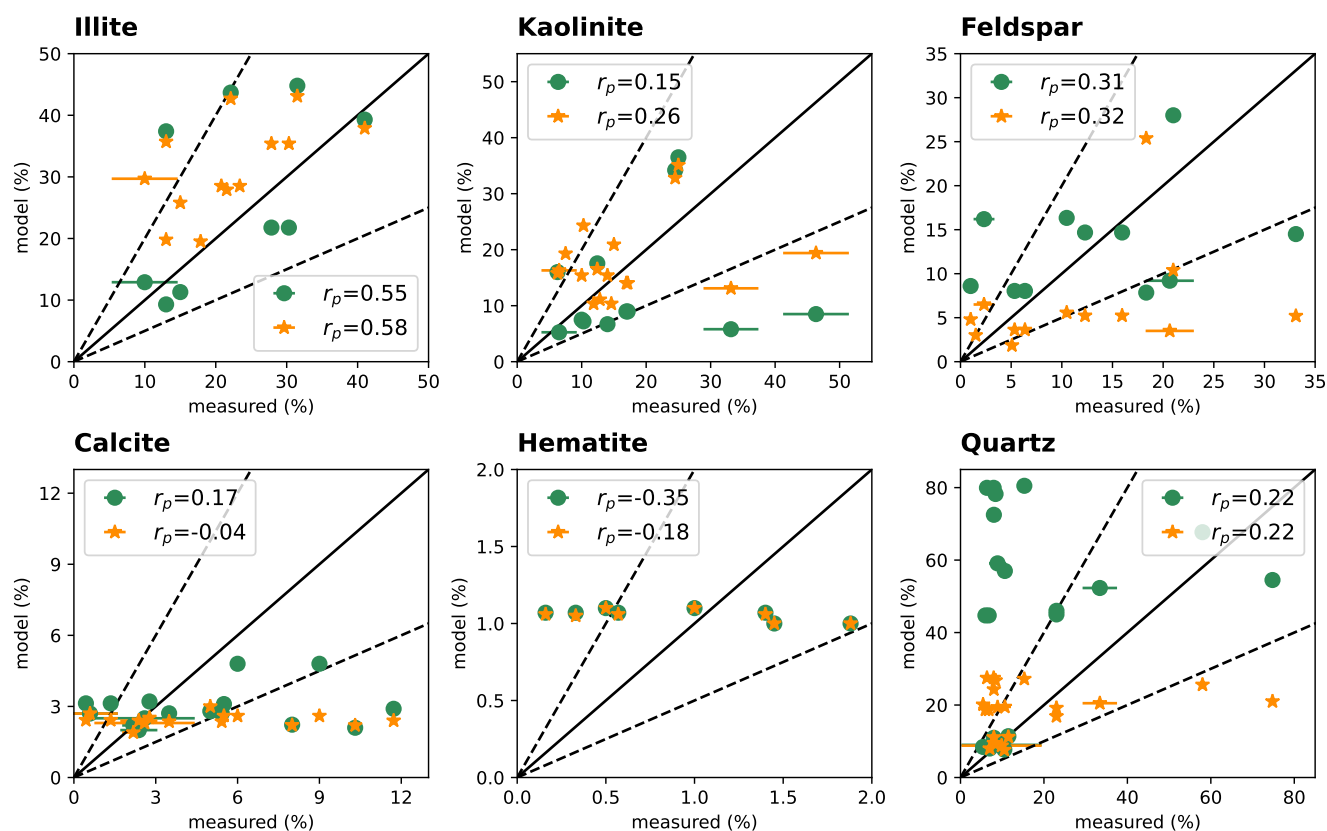 Illite
50
40
30
20
10
0
model (%)
r_p=0.55
r_p=0.58
0 10 20 30 40 50
measured (%)
Kaolinite
50
40
30
20
10
0
model (%)
r_p=0.15
r_p=0.26
0 10 20 30 40 50
measured (%)
Feldspar
35
30
25
20
15
10
5
0
model (%)
r_p=0.31
r_p=0.32
0 5 10 15 20 25 30 35
measured (%)
Calcite
12
9
6
3
0
model (%)
r_p=0.17
r_p=-0.04
0 3 6 9 12
measured (%)
Hematite
2.0
1.5
1.0
0.5
0.0
model (%)
r_p=-0.35
r_p=-0.18
0.0 0.5 1.0 1.5 2.0
measured (%)
Quartz
80
60
40
20
0
model (%)
r_p=0.22
r_p=0.22
0 20 40 60 80
measured (%)